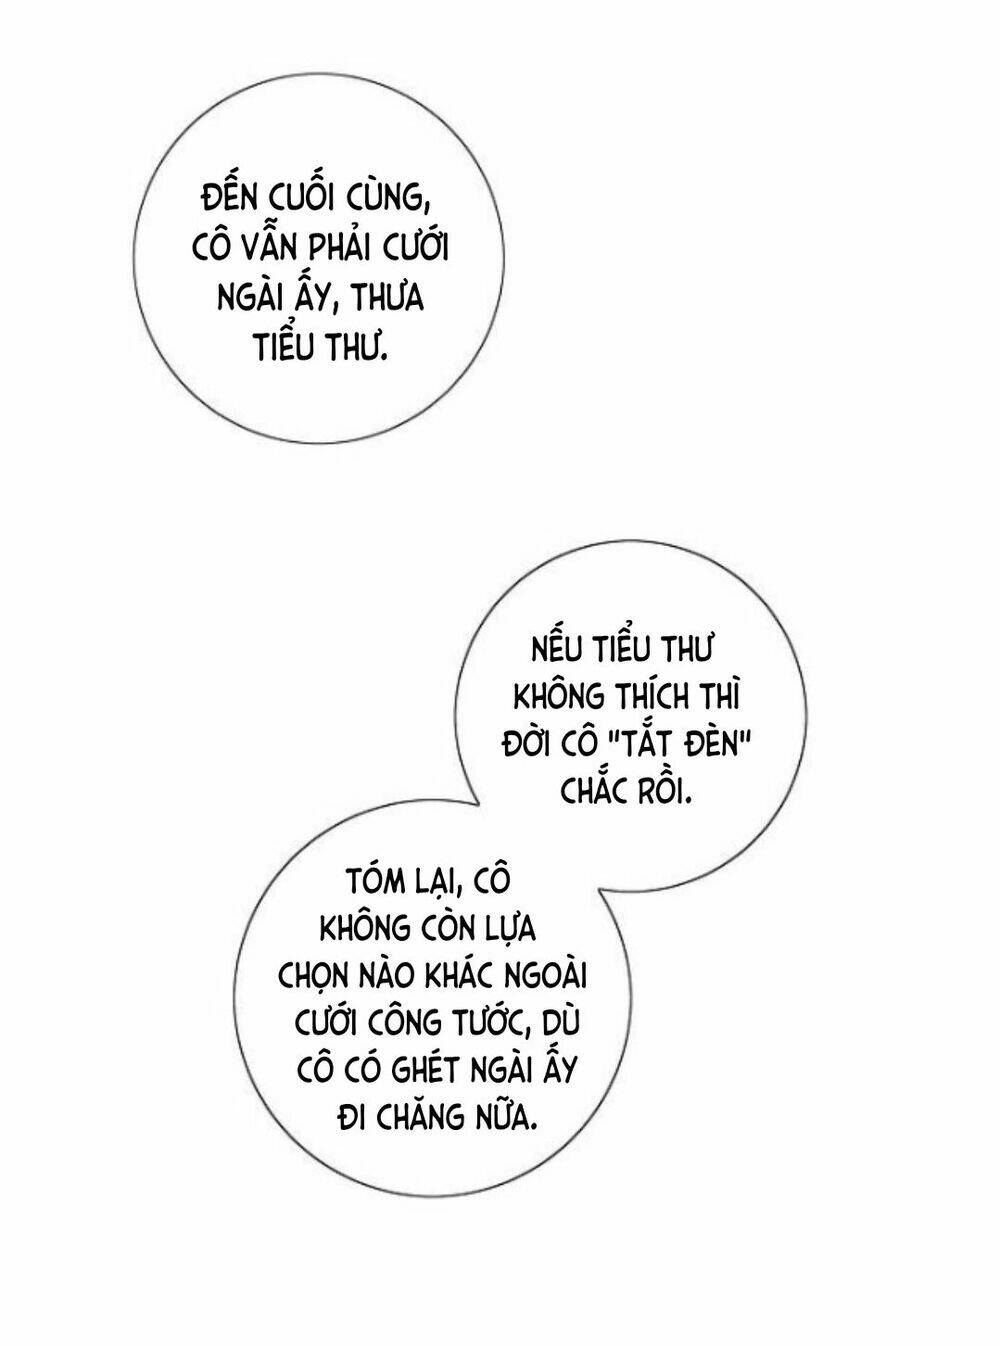 ĐẾN CUỐI CÙNG,
CÔ VẪN PHẢI CƯỚI
NGÀI ẤY, THƯA
TIỂU THƯ.
NẾU TIỂU THƯ
KHÔNG THÍCH THÌ
ĐỜI CÔ "TẮT ĐÈN"
CHẮC RỒI.
TÓM LẠI, CÔ
KHÔNG CÒN LỰA
CHỌN NÀO KHÁC NGOÀI
CƯỚI CÔNG TƯỚC, DÙ
CÔ CÓ GHÉT NGÀI ẤY
ĐI CHĂNG NỮA.